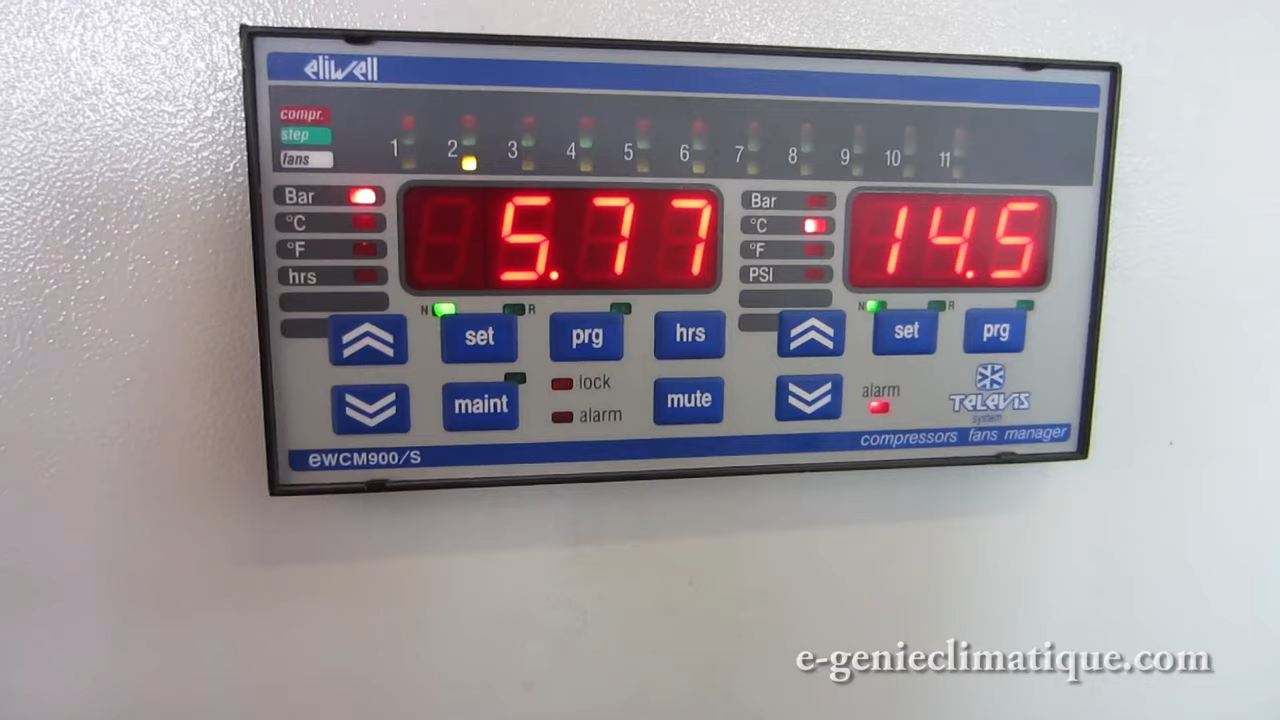 eliwell
compr.
step
fans
1 2 3 4 5 6 7 8 9 10 11
Bar
°C
°F
hrs
5.77
Bar
°C
°F
PSI
14.5
N R N R
set prg hrs set prg
maint lock mute alarm
alarm
TELEVIS
system
compressors fans manager
eWCM900/S
e-genieclimatique.com